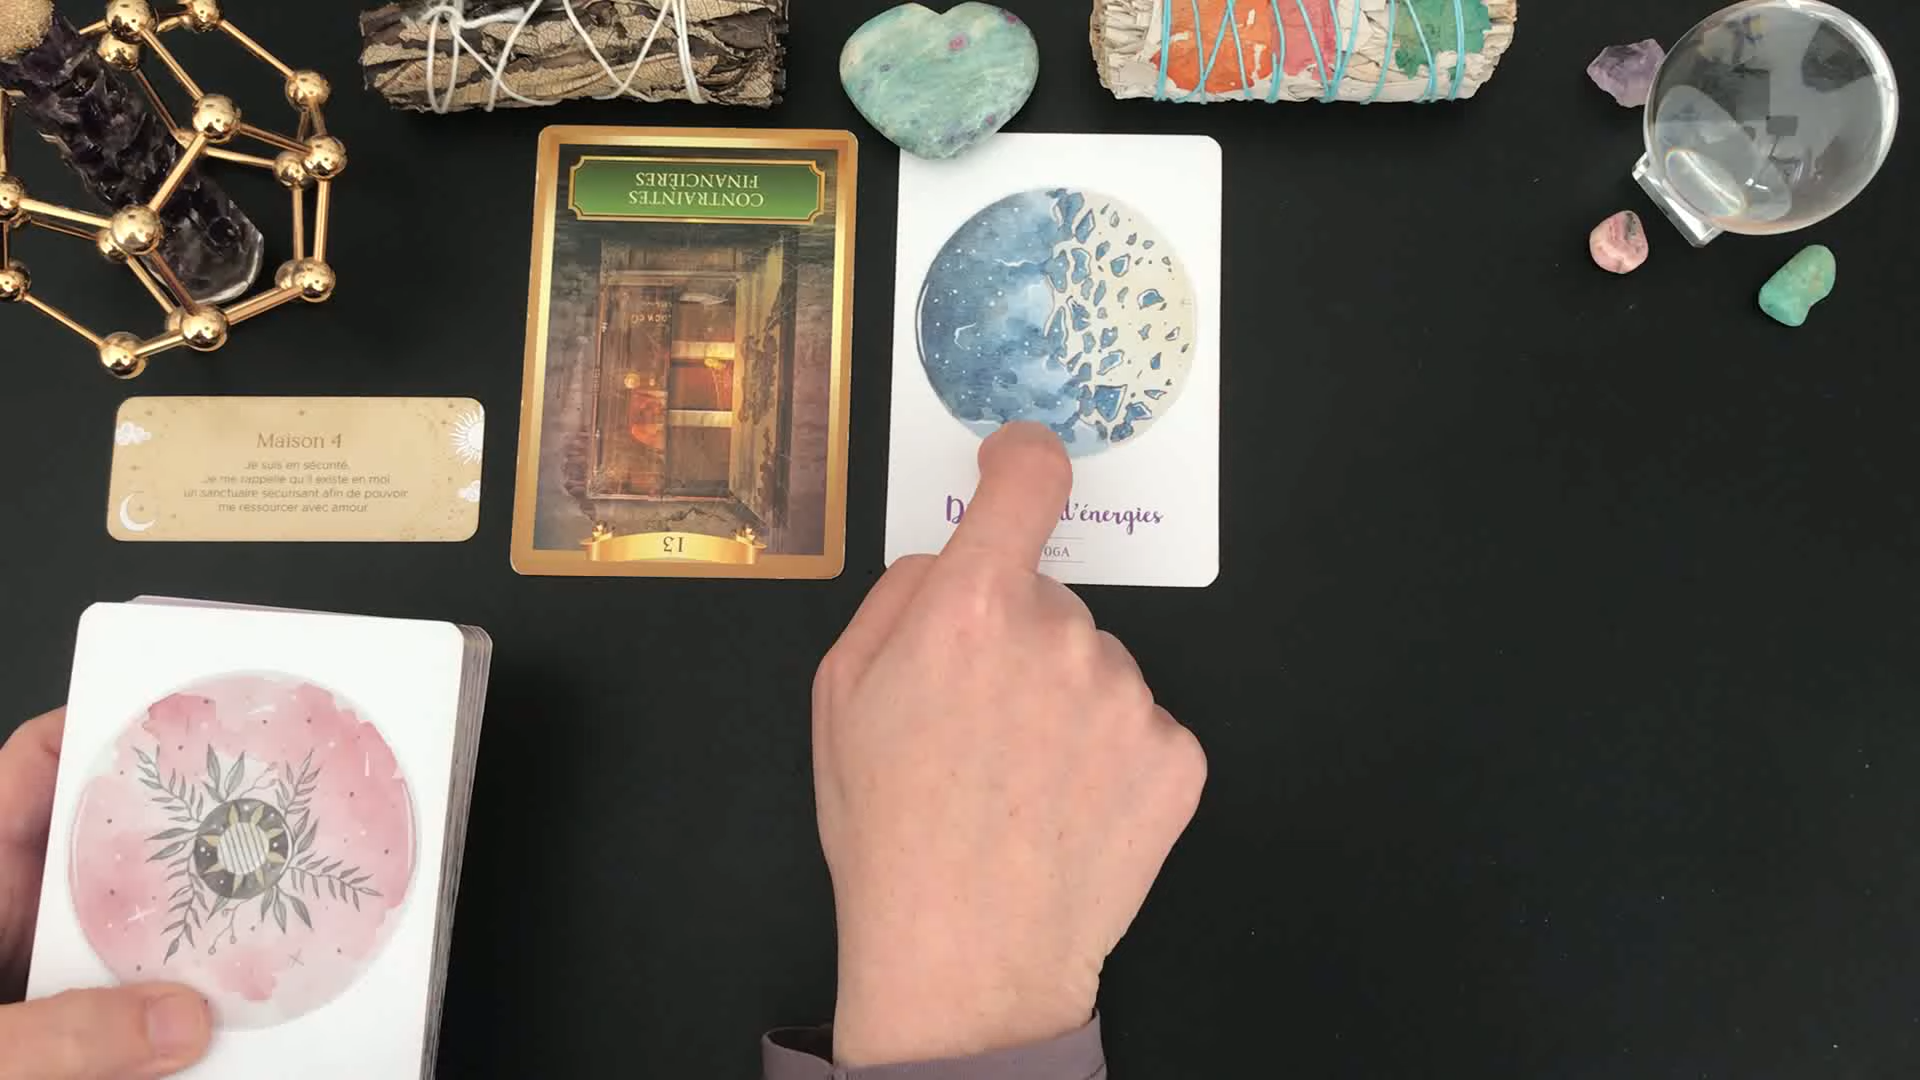 CONTRAINTES
FINANCIÈRES
13
Maison 4
Je suis en sécurité,
Je me rappelle qu'il existe en moi
un sanctuaire sécurisant afin de pouvoir
me ressourcer avec amour
d'énergies